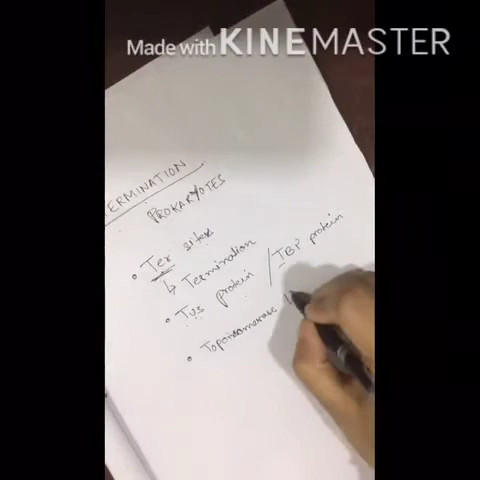 Made with KINEMASTER
TERMINATION
PROKARYOTES
• Ter sites
↳ Termination
• Tus protein / TBP protein
• Topoisomerase